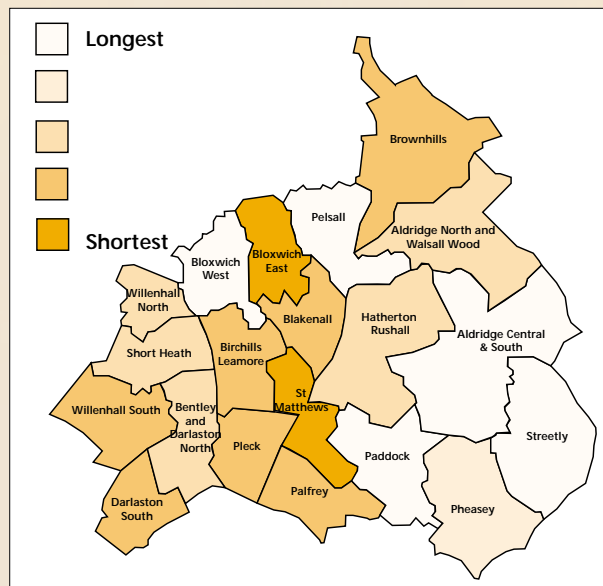 Longest
Shortest
Brownhills
Pelsall
Aldridge North and
Walsall Wood
Bloxwich
East
Bloxwich
West
Willenhall
North
Blakenall
Hatherton
Rushall
Aldridge Central
& South
Short Heath
Birchills
Leamore
St
Matthews
Willenhall South
Bentley
and
Darlaston
North
Streetly
Pleck
Paddock
Palfrey
Darlaston
South
Pheasey